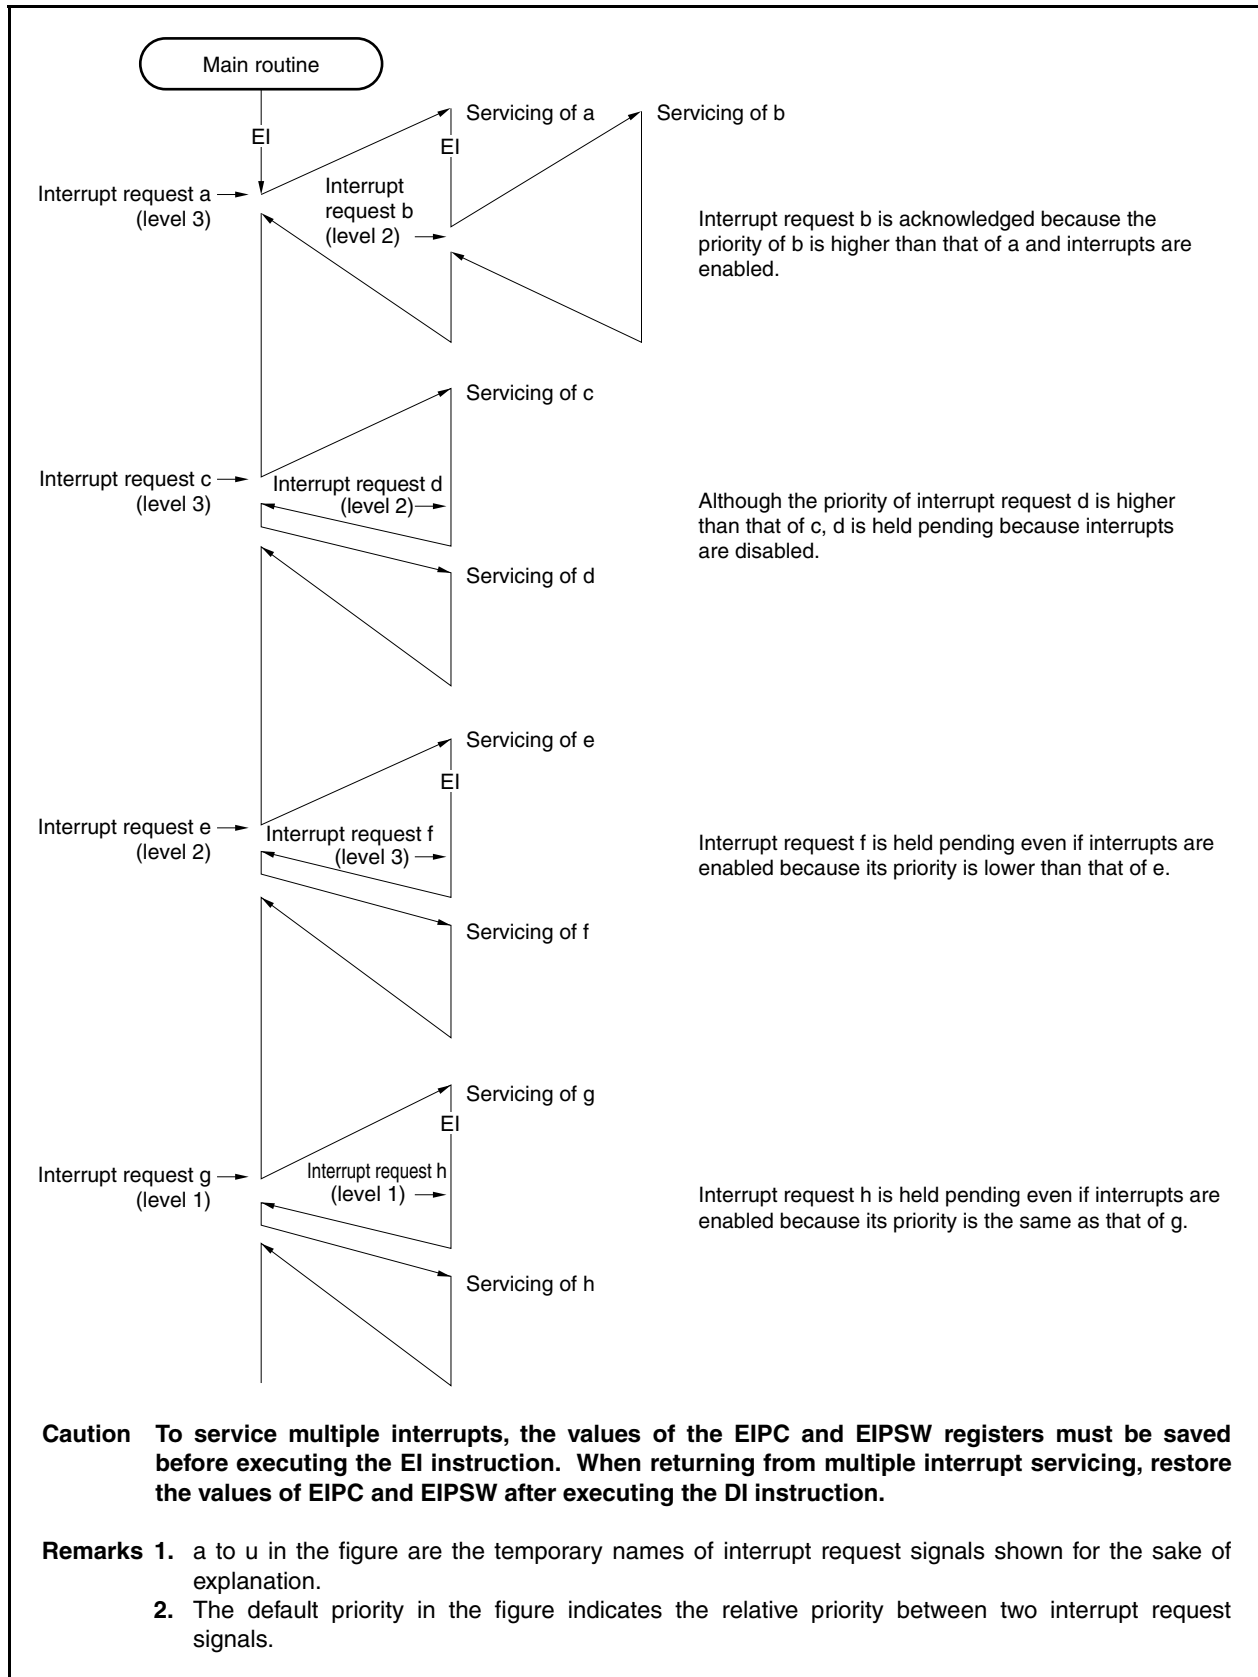 Main routine
EI
Servicing of a
Servicing of b
EI
Interrupt request a
(level 3)
Interrupt
request b
(level 2)
Interrupt request b is acknowledged because the
priority of b is higher than that of a and interrupts are
enabled.
Servicing of c
Interrupt request c
(level 3)
Interrupt request d
(level 2)
Although the priority of interrupt request d is higher
than that of c, d is held pending because interrupts
are disabled.
Servicing of d
Servicing of e
EI
Interrupt request e
(level 2)
Interrupt request f
(level 3)
Interrupt request f is held pending even if interrupts are
enabled because its priority is lower than that of e.
Servicing of f
Servicing of g
EI
Interrupt request g
(level 1)
Interrupt request h
(level 1)
Interrupt request h is held pending even if interrupts are
enabled because its priority is the same as that of g.
Servicing of h
Caution To service multiple interrupts, the values of the EIPC and EIPSW registers must be saved
before executing the EI instruction. When returning from multiple interrupt servicing, restore
the values of EIPC and EIPSW after executing the DI instruction.
Remarks 1. a to u in the figure are the temporary names of interrupt request signals shown for the sake of
explanation.
2. The default priority in the figure indicates the relative priority between two interrupt request
signals.